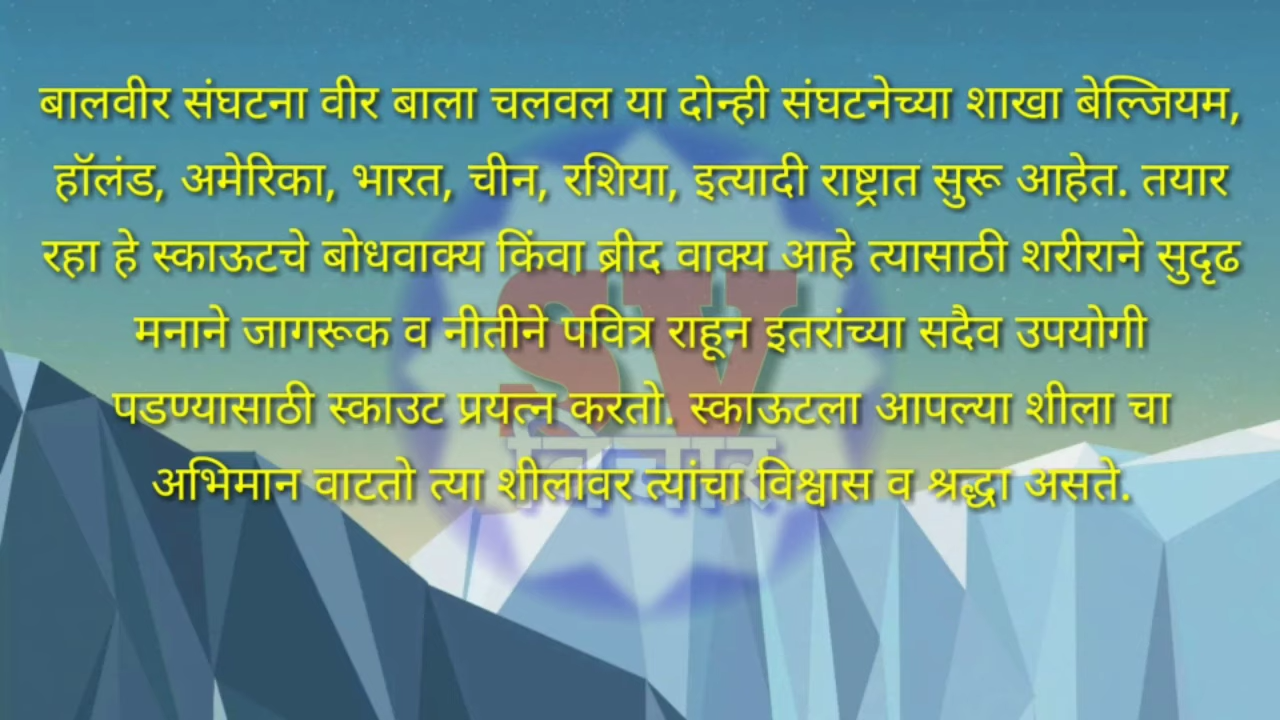 बालवीर संघटना वीर बाला चलवल या दोन्ही संघटनेच्या शाखा बेल्जियम,
हॉलंड, अमेरिका, भारत, चीन, रशिया, इत्यादी राष्ट्रात सुरू आहेत. तयार
रहा हे स्काऊटचे बोधवाक्य किंवा ब्रीद वाक्य आहे त्यासाठी शरीराने सुदृढ
मनाने जागरूक व नीतीने पवित्र राहून इतरांच्या सदैव उपयोगी
पडण्यासाठी स्काउट प्रयत्न करतो. स्काऊटला आपल्या शीला चा
अभिमान वाटतो त्या शीलावर त्यांचा विश्वास व श्रद्धा असते.
SV